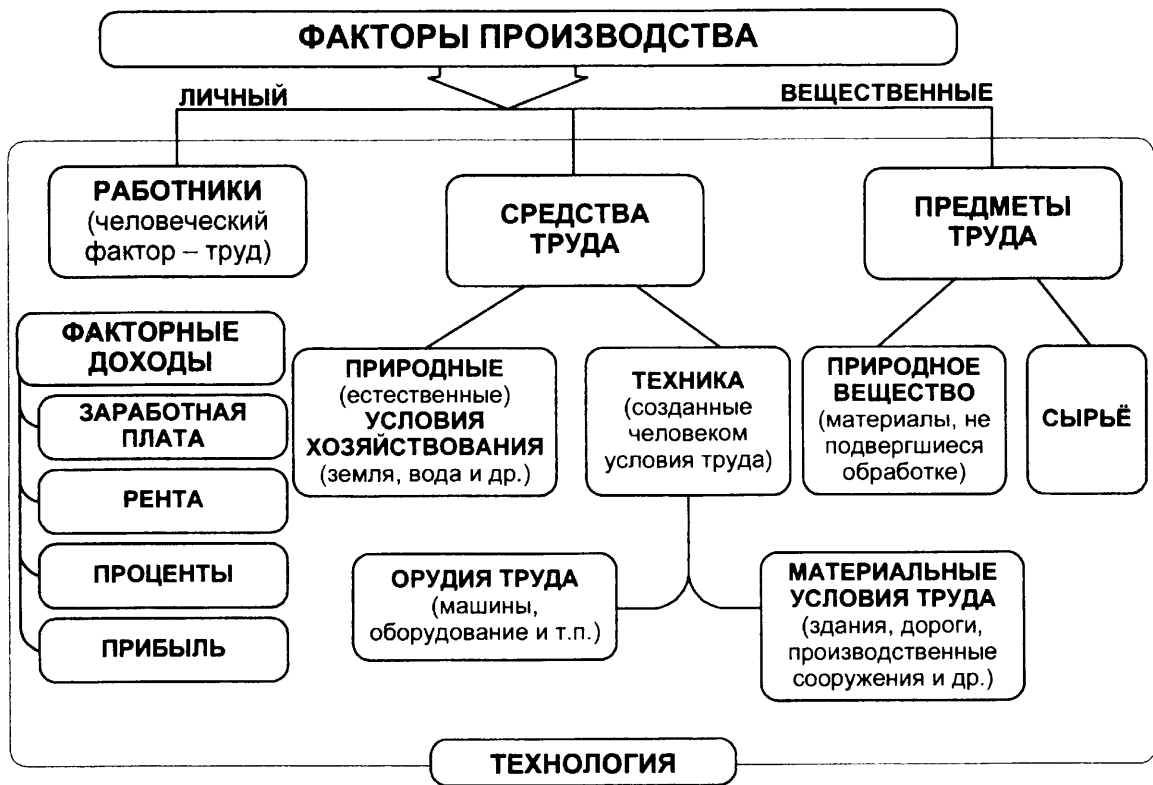 ФАКТОРЫ ПРОИЗВОДСТВА
ЛИЧНЫЙ
ВЕЩЕСТВЕННЫЕ
РАБОТНИКИ
(человеческий
фактор – труд)
СРЕДСТВА
ТРУДА
ПРЕДМЕТЫ
ТРУДА
ФАКТОРНЫЕ
ДОХОДЫ
ЗАРАБОТНАЯ
ПЛАТА
РЕНТА
ПРОЦЕНТЫ
ПРИБЫЛЬ
ПРИРОДНЫЕ
(естественные)
УСЛОВИЯ
ХОЗЯЙСТВОВАНИЯ
(земля, вода и др.)
ТЕХНИКА
(созданные
человеком
условия труда)
ПРИРОДНОЕ
ВЕЩЕСТВО
(материалы, не
подвергшиеся
обработке)
СЫРЬЁ
ОРУДИЯ ТРУДА
(машины,
оборудование и т.п.)
МАТЕРИАЛЬНЫЕ
УСЛОВИЯ ТРУДА
(здания, дороги,
производственные
сооружения и др.)
ТЕХНОЛОГИЯ